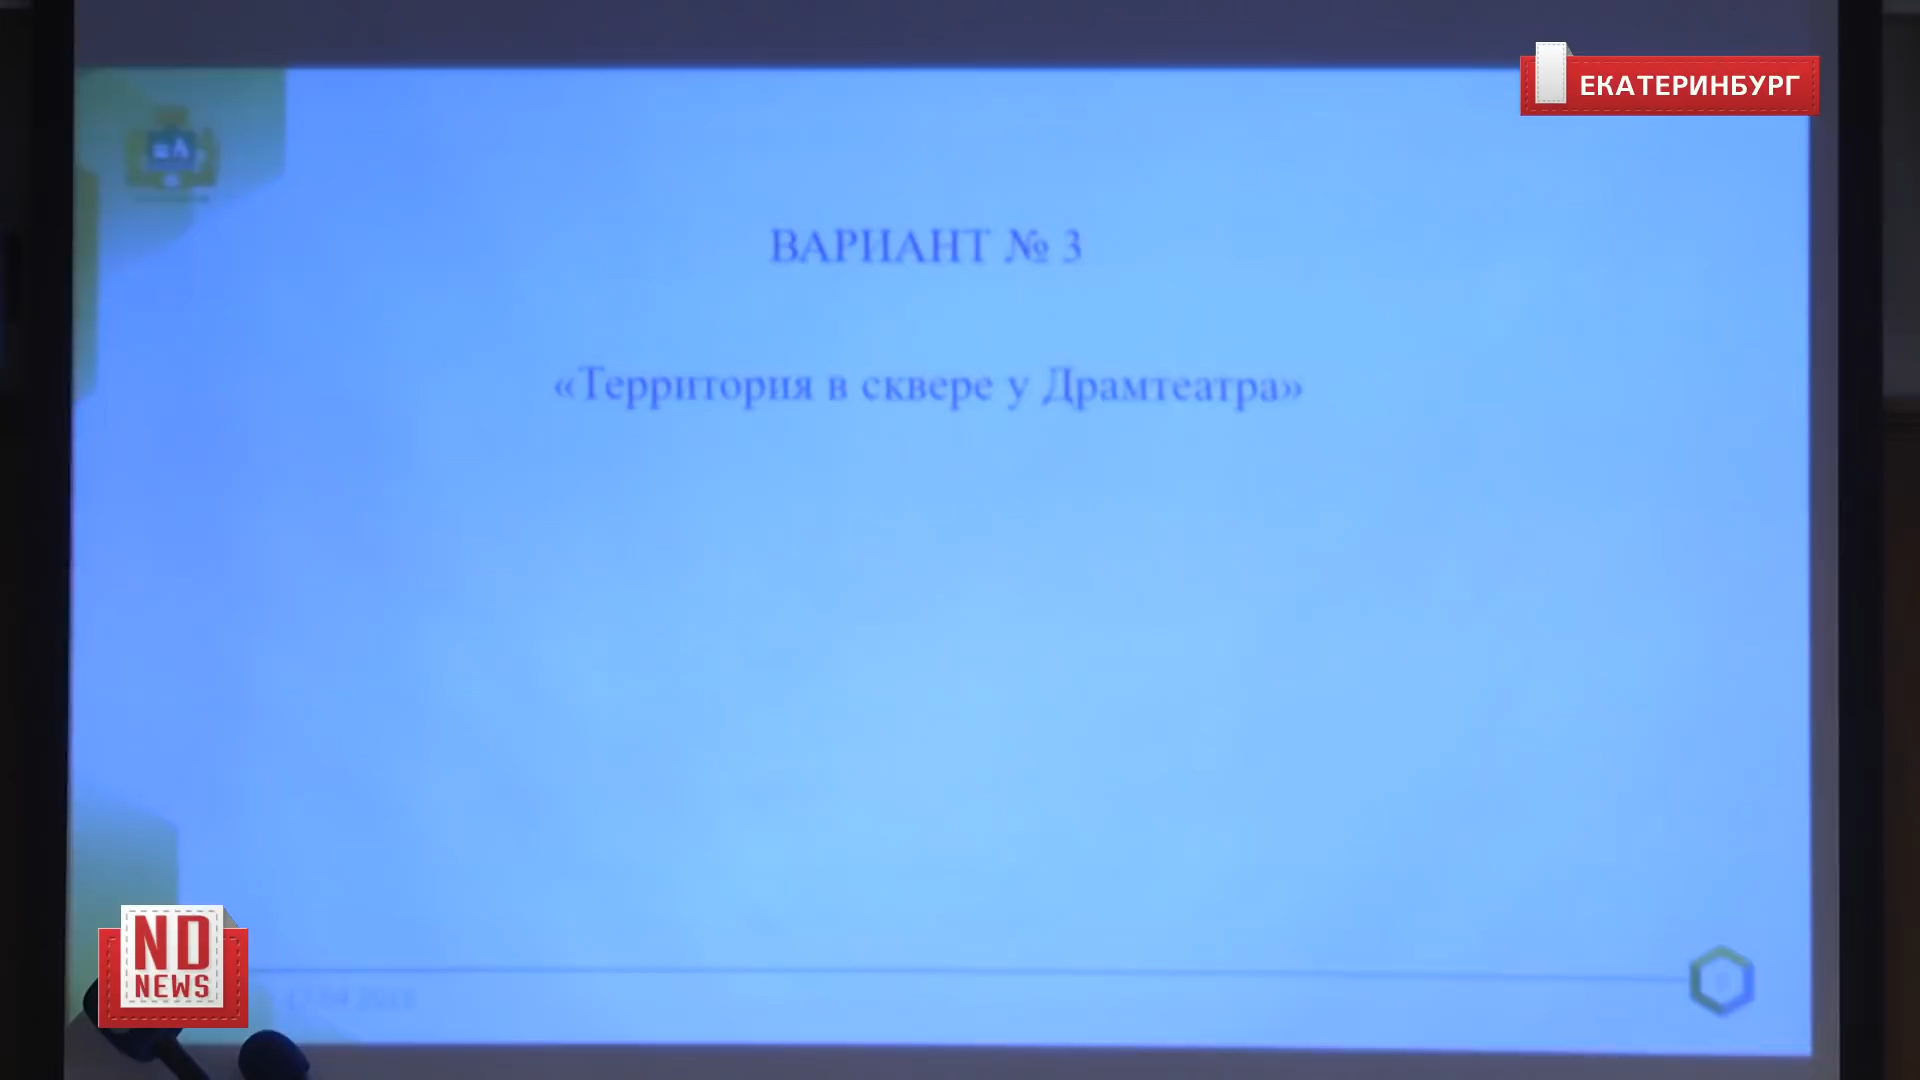 ЕКАТЕРИНБУРГ
ВАРИАНТ № 3
«Территория в сквере у Драмтеатра»
ND
NEWS